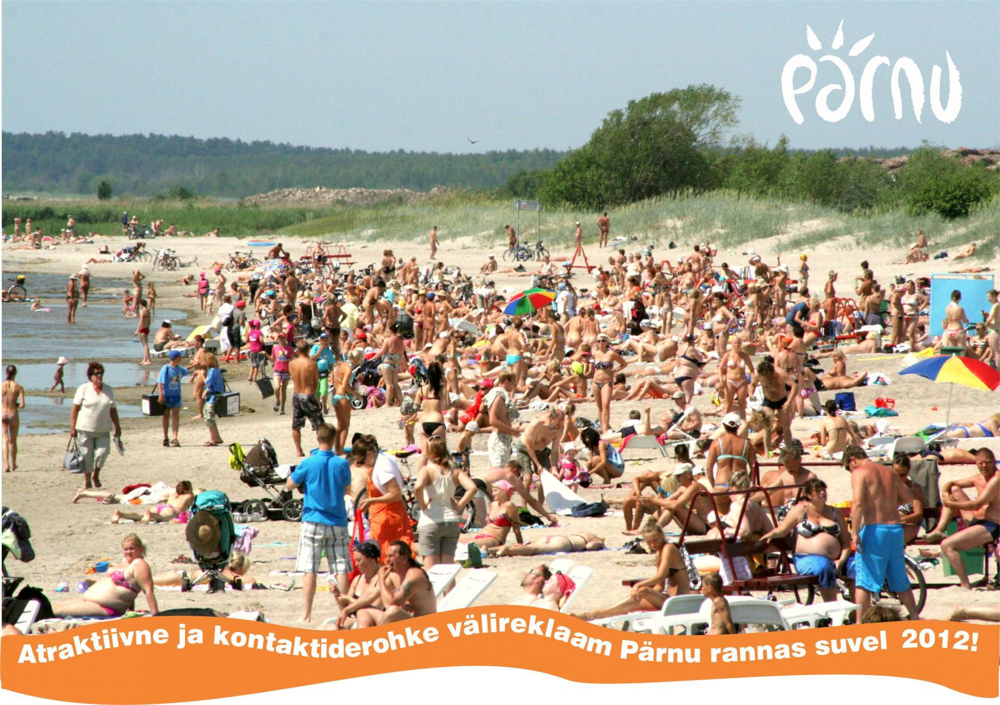 Pärnu
Atraktiivne ja kontaktiderohke välireklaam Pärnu rannas suvel 2012!